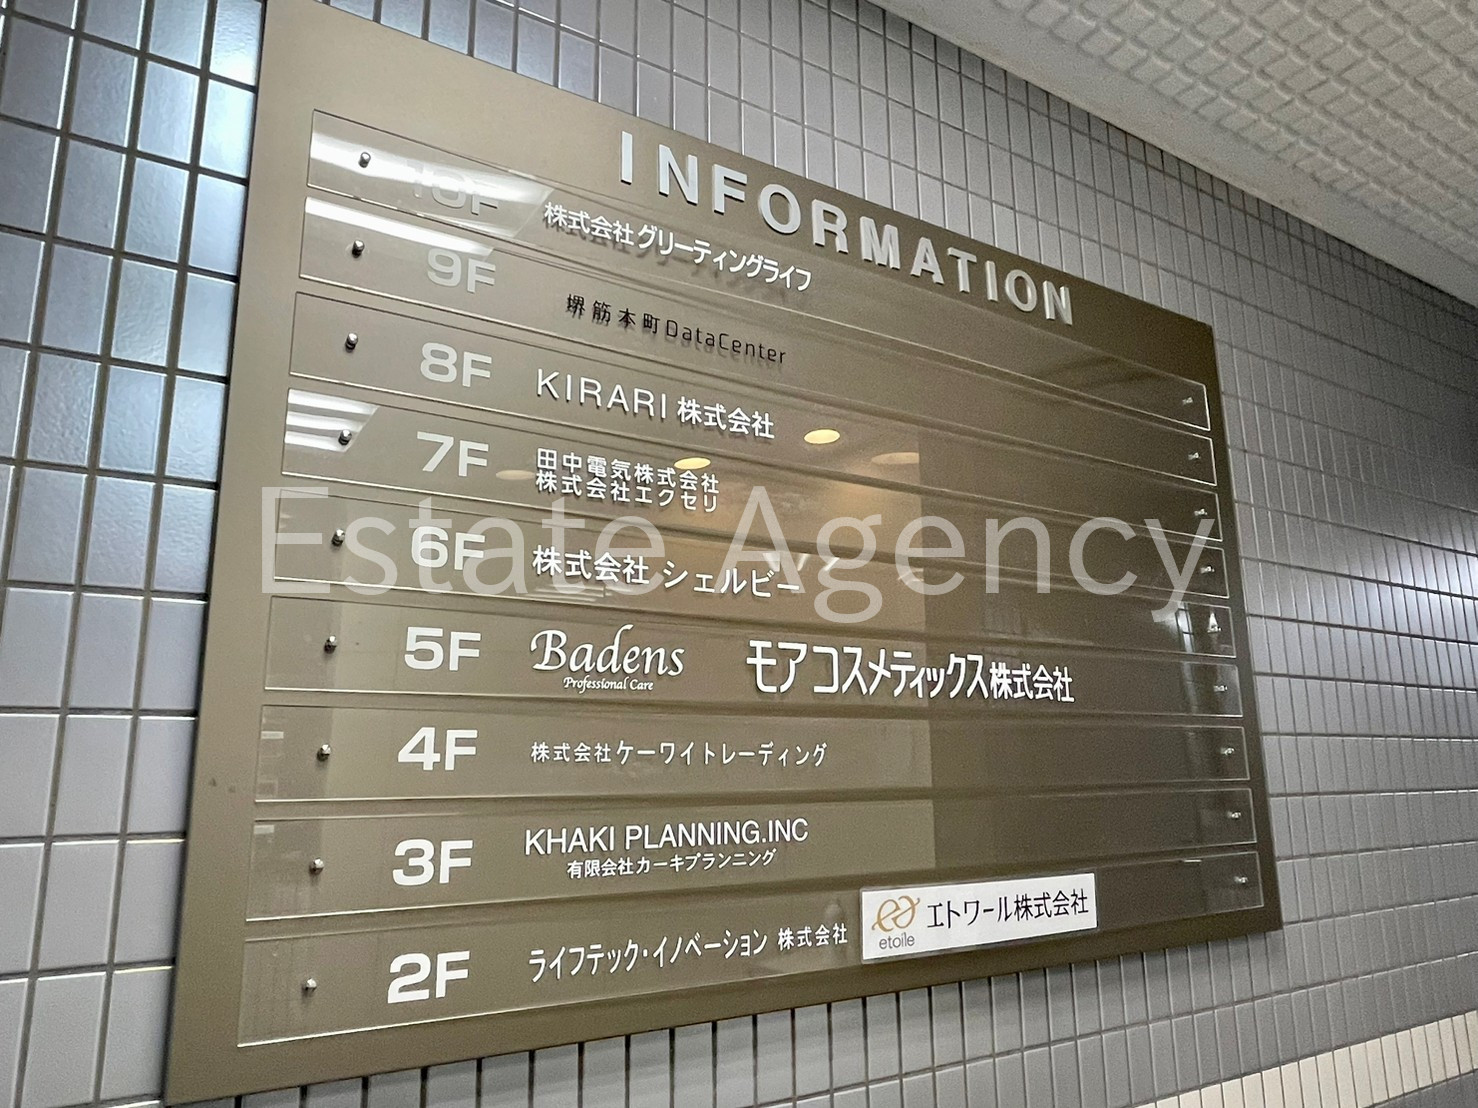 INFORMATION
10F 株式会社グリーティングライフ
9F 堺筋本町DataCenter
8F KIRARI 株式会社
7F 田中電気株式会社
株式会社エクセリ
6F 株式会社 シェルビー
5F Badens モアコスメティックス株式会社
Professional Care
4F 株式会社ケーワイトレーディング
3F KHAKI PLANNING.INC
有限会社カーキプランニング
2F ライフテック・イノベーション 株式会社 etoile エトワール株式会社
Estate Agency